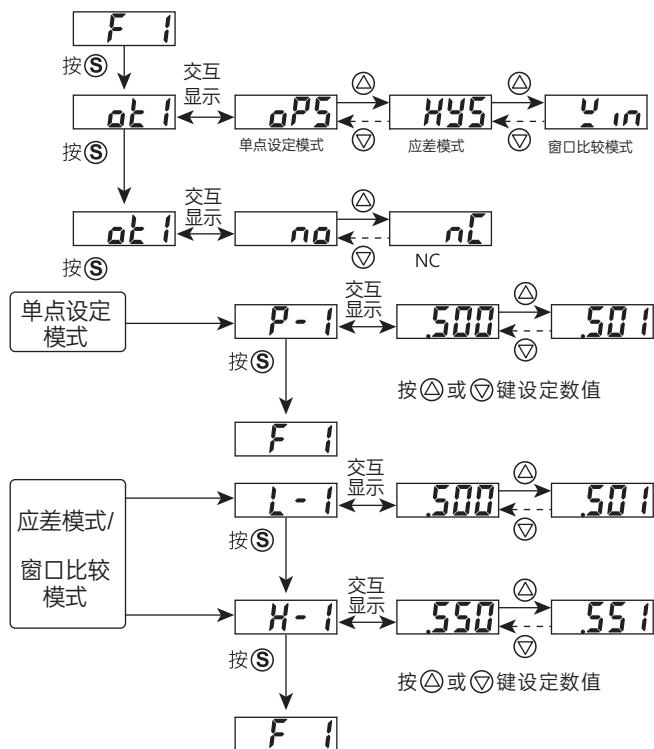 F 1
按Ⓢ
交互
显示
ot1
oPS
HYS
Win
单点设定模式
应差模式
窗口比较模式
按Ⓢ
交互
显示
ot1
no
nC
NC
按Ⓢ
单点设定
模式
P-1
交互
显示
.500
.501
按Ⓢ
按△或▽键设定数值
F 1
应差模式/
窗口比较
模式
L-1
交互
显示
.500
.501
按Ⓢ
H-1
交互
显示
.550
.551
按Ⓢ
按△或▽键设定数值
F 1